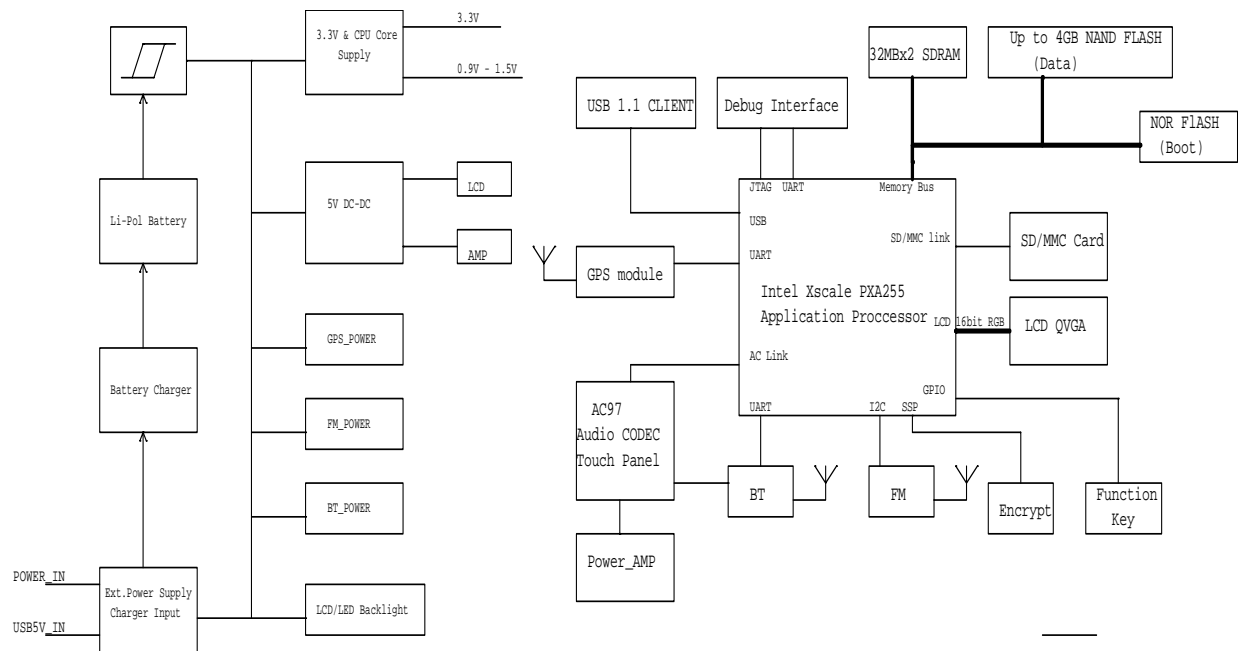 3.3V
3.3V & CPU Core
Supply
0.9V - 1.5V
32MBx2 SDRAM
Up to 4GB NAND FLASH
(Data)
USB 1.1 CLIENT
Debug Interface
NOR FlASH
(Boot)
Li-Pol Battery
5V DC-DC
LCD
AMP
JTAG
UART
Memory Bus
USB
SD/MMC link
SD/MMC Card
UART
GPS module
Intel Xscale PXA255
Application Proccessor
LCD 16bit RGB
LCD QVGA
GPS_POWER
Battery Charger
AC Link
GPIO
UART
I2C
SSP
FM_POWER
AC97
Audio CODEC
Touch Panel
BT
FM
Encrypt
Function
Key
BT_POWER
Power_AMP
POWER_IN
USB5V_IN
Ext.Power Supply
Charger Input
LCD/LED Backlight